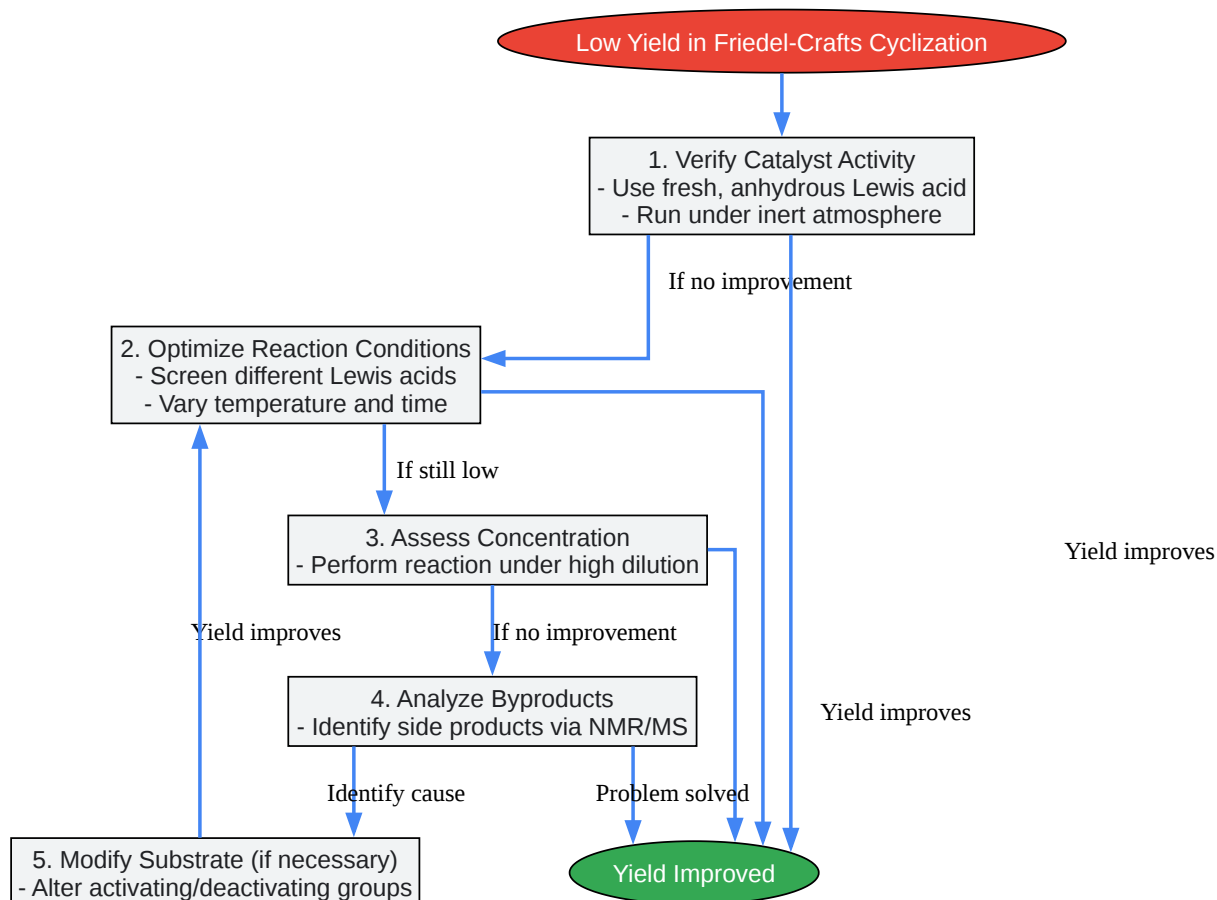 Low Yield in Friedel-Crafts Cyclization
1. Verify Catalyst Activity
- Use fresh, anhydrous Lewis acid
- Run under inert atmosphere
If no improvement
2. Optimize Reaction Conditions
- Screen different Lewis acids
- Vary temperature and time
If still low
3. Assess Concentration
- Perform reaction under high dilution
Yield improves
Yield improves
If no improvement
4. Analyze Byproducts
- Identify side products via NMR/MS
Yield improves
Identify cause
Problem solved
5. Modify Substrate (if necessary)
- Alter activating/deactivating groups
Yield Improved